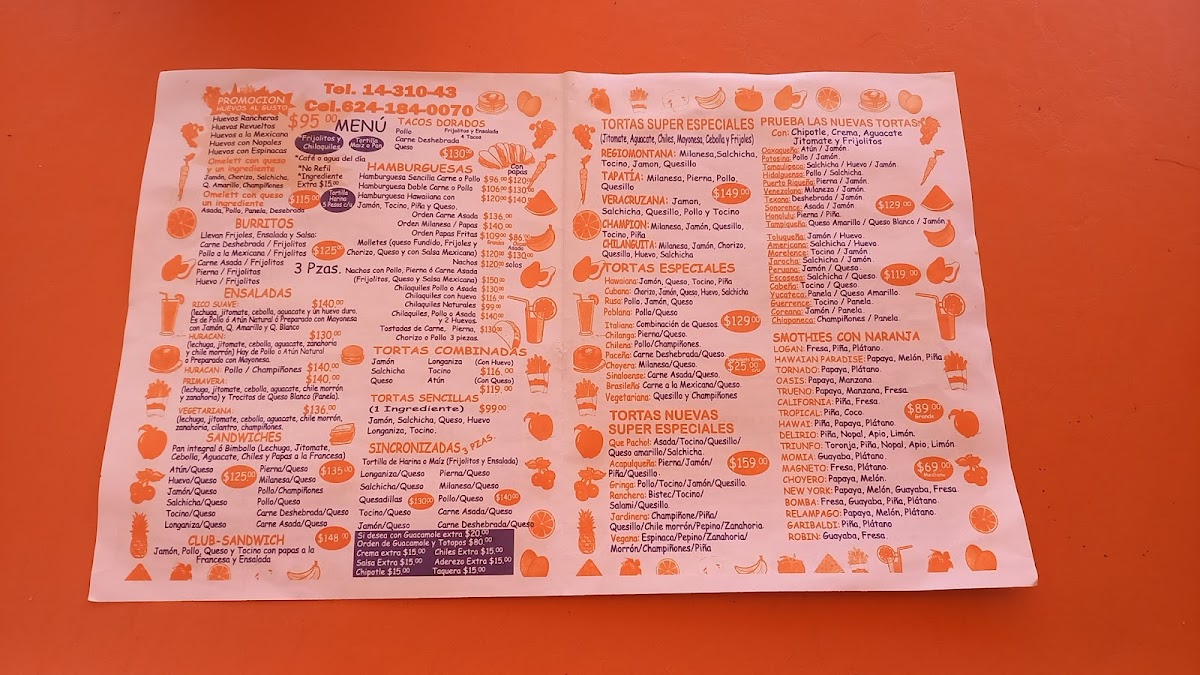 Tel. 14-310-43
Cel.624-184-0070
PROMOCION
HUEVOS AL GUSTO
$95.00
Huevos Rancheros
Huevos Revueltos
Huevos a la Mexicana
Huevos con Nopales
Huevos con Espinacas
*Frijolitos y
Chilaquiles
Tortilla
Maíz o Pan
*Café o agua del día
*No Refil
*Ingrediente
Extra $15.00
Omelett con queso
y un ingrediente
Jamón, Chorizo, Salchicha,
Q. Amarillo, Champiñones
Omelett con queso
un ingrediente
$115.00
Asada, Pollo, Panela, Desebrada
Tortilla
Harina
5 Pesos c/u
BURRITOS
Llevan Frijoles, Ensalada y Salsa:
Carne Deshebrada / Frijolitos
Pollo a la Mexicana / Frijolitos
Carne Asada / Frijolitos
Pierna / Frijolitos
Huevo / Frijolitos
$125.00
3 Pzas.
ENSALADAS
RICO SUAVE: $140.00
(lechuga, jitomate, cebolla, aguacate y un huevo duro.
Es de Pollo ó Atún Natural ó Preparado con Mayonesa
con Jamón, Q. Amarillo y Q. Blanco
HURACAN: $130.00
(lechuga, jitomate, cebolla, aguacate, zanahoria
y chile morrón) Hay de Pollo o Atún Natural
o Preparado con Mayonesa.
HURACAN: Pollo / Champiñones $140.00
PRIMAVERA: $140.00
(lechuga, jitomate, cebolla, aguacate, chile morrón
y zanahoria) y Trocitos de Queso Blanco (Panela).
VEGETARIANA: $136.00
(lechuga, jitomate, cebolla, aguacate, chile morrón,
zanahoria, cilantro, champiñones.
SANDWICHES
Pan integral ó Bimbollo (Lechuga, Jitomate,
Cebolla, Aguacate, Chiles y Papas a la Francesa)
Atún/Queso
Huevo/Queso
Jamón/Queso
Salchicha/Queso
Tocino/Queso
Longaniza/Queso
$125.00
Pierna/Queso
Milanesa/Queso
Pollo/Champiñones
Pollo/Queso
Carne Deshebrada/Queso
Carne Asada/Queso
$135.00
CLUB-SANDWICH
$148.00
Jamón, Pollo, Queso y Tocino con papas a la
Francesa y Ensalada
MENÚ
TACOS DORADOS
Pollo
Carne Deshebrada
Queso
Frijolitos y Ensalada
4 Tacos
$130.00
HAMBURGUESAS
Con
papas
Hamburguesa Sencilla Carne o Pollo $96.00 $120.00
Hamburguesa Doble Carne o Pollo $106.00 $130.00
Hamburguesa Hawaiana con $120.00 $140.00
Jamón, Tocino, Piña y Queso,
Orden Carne Asada $136.00
Orden Milanesa / Papas $140.00
Orden Papas Fritas $109.00 $86.00
Grande
Molletes (queso Fundido, Frijoles y
Chorizo, Queso y con Salsa Mexicana) $120.00 $130.00
Asada
Nachos $120.00 solos
Nachos con Pollo, Pierna ó Carne Asada
(Frijolitos, Queso y Salsa Mexicana) $150.00
Chilaquiles Pollo o Asada $130.00
Chilaquiles con huevo $116.00
Chilaquiles Naturales $99.00
Chilaquiles, Pollo o Asada $140.00
y 2 Huevos.
Tostadas de Carne, Pierna, $130.00
Chorizo o Pollo 3 piezas.
TORTAS COMBINADAS
Jamón Longaniza (Con Huevo)
Salchicha Tocino $116.00
Queso Atún (Con Queso)
$119.00
TORTAS SENCILLAS
(1 Ingrediente) $99.00
Jamón, Salchicha, Queso, Huevo
Longaniza, Tocino.
SINCRONIZADAS 3 PZAS.
Tortilla de Harina o Maíz (Frijolitos y Ensalada)
Longaniza/Queso
Salchicha/Queso
Quesadillas
Tocino/Queso
Jamón/Queso
$130.00
Pierna/Queso
Milanesa/Queso
Pollo/Queso
Carne Asada/Queso
Carne Deshebrada/Queso
$140.00
Si desea con Guacamole extra $20.00
Orden de Guacamole y Totopos $80.00
Crema extra $15.00 Chiles Extra $15.00
Salsa Extra $15.00 Aderezo Extra $15.00
Chipotle $15.00 Taquera $15.00
TORTAS SUPER ESPECIALES
(Jitomate, Aguacate, Chiles, Mayonesa, Cebolla y Frijoles)
REGIOMONTANA: Milanesa,Salchicha,
Tocino, Jamon, Quesillo
TAPATÍA: Milanesa, Pierna, Pollo,
Quesillo
VERACRUZANA: Jamon,
Salchicha, Quesillo, Pollo y Tocino
CHAMPION: Milanesa, Jamón, Quesillo,
Tocino, Piña
CHILANGUITA: Milanesa, Jamón, Chorizo,
Quesillo, Huevo, Salchicha
$149.00
TORTAS ESPECIALES
Hawaiana: Jamón, Queso, Tocino, Piña
Cubana: Chorizo, Jamón, Queso, Huevo, Salchicha
Rusa: Pollo, Jamón, Queso
Poblana: Pollo/Queso
Italiana: Combinación de Quesos.
Chilanga: Pierna/Queso.
Chilena: Pollo/Champiñones.
Paceña: Carne Deshebrada/Queso.
Choyera: Milanesa/Queso.
Sinaloense: Carne Asada/Queso.
Brasileño: Carne a la Mexicana/Queso.
Vegetariana: Quesillo y Champiñones
$129.00
$25.00
TORTAS NUEVAS
SUPER ESPECIALES
Que Pacho!: Asada/Tocino/Quesillo/
Queso amarillo/Salchicha.
Acapulqueña: Pierna/Jamón/
Piña/Quesillo.
Gringa: Pollo/Tocino/Jamón/Quesillo.
Ranchera: Bistec/Tocino/
Salami/Quesillo.
Jardinera: Champiñone/Piña/
Quesillo/Chile morrón/Pepino/Zanahoria.
Vegana: Espinaca/Pepino/Zanahoria/
Morrón/Champiñones/Piña
$159.00
PRUEBA LAS NUEVAS TORTAS
Con: Chipotle, Crema, Aguacate
Jitomate y Frijolitos
Oaxaqueña: Atún / Jamón.
Potosina: Pollo / Jamón.
Tamaulipeca: Salchicha / Huevo / Jamón.
Hidalguense: Pollo / Jamón.
Puerto Riqueña: Pierna / Jamón.
Venezolana: Milaneza / Jamón.
Texana: Deshebrada / Jamón.
Sonorence: Asada / Jamón
Honolulu: Pierna / Piña.
Tampiqueña: Queso Amarillo / Queso Blanco / Jamón.
$129.00
Toluqueña: Jamón / Huevo.
Americana: Salchicha / Huevo.
Morelence: Tocino / Jamón.
Jarocha: Salchicha / Jamón.
Peruana: Jamón / Queso.
Escosesa: Salchicha / Queso.
Cabeña: Tocino / Queso.
Yucateca: Panela / Queso Amarillo.
Guerrence: Tocino / Panela.
Coreana: Jamón / Panela.
Chiapaneca: Champiñones / Panela.
$119.00
SMOTHIES CON NARANJA
LOGAN: Fresa, Piña, Plátano.
HAWAIIAN PARADISE: Papaya, Melón, Piña
TORNADO: Papaya, Plátano
OASIS: Papaya, Manzana
TRUENO: Papaya, Manzana, Fresa.
CALIFORNIA: Piña, Fresa
TROPICAL: Piña, Coco.
HAWAI: Piña, Papaya, Plátano.
DELIRIO: Piña, Nopal, Apio, Limón.
TRIUNFO: Toronja, Piña, Nopal, Apio, Limón
MOMIA: Guayaba, Plátano.
MAGNETO: Fresa, Plátano.
CHOYERO: Papaya, Melón.
NEW YORK: Papaya, Melón, Guayaba, Fresa.
BOMBA: Fresa, Guayaba, Piña, Plátano.
RELAMPAGO: Papaya, Melón, Plátano.
GARIBALDI: Piña, Plátano
ROBIN: Guayaba, Fresa.
$89.00
Grande
$69.00
Mediano